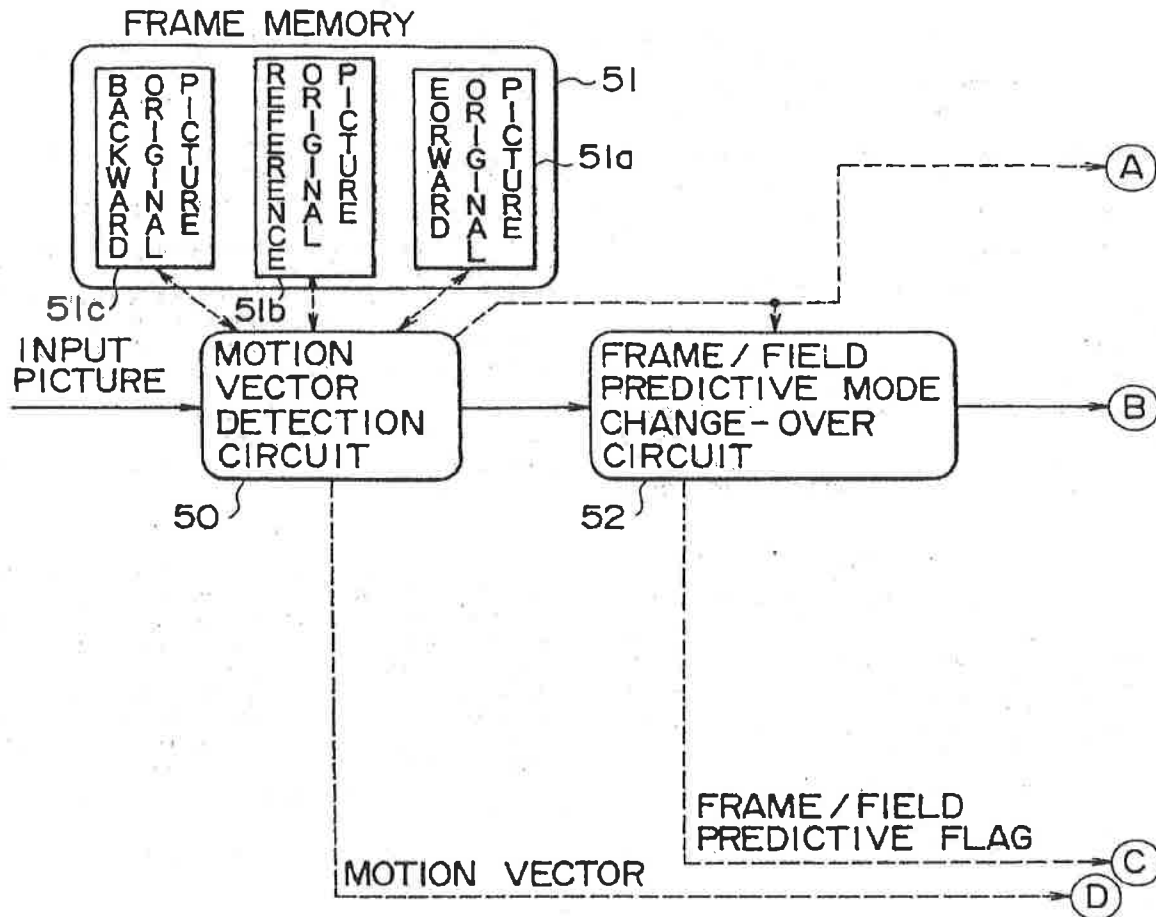 FRAME MEMORY
BACKWARD
ORIGINAL
PICTURE
REFERENCE
ORIGINAL
PICTURE
EORWARD
ORIGINAL
PICTURE
51
51a
51b
51c
A
INPUT
PICTURE
MOTION
VECTOR
DETECTION
CIRCUIT
50
FRAME/FIELD
PREDICTIVE MODE
CHANGE-OVER
CIRCUIT
52
B
FRAME/FIELD
PREDICTIVE FLAG
C
MOTION VECTOR
D